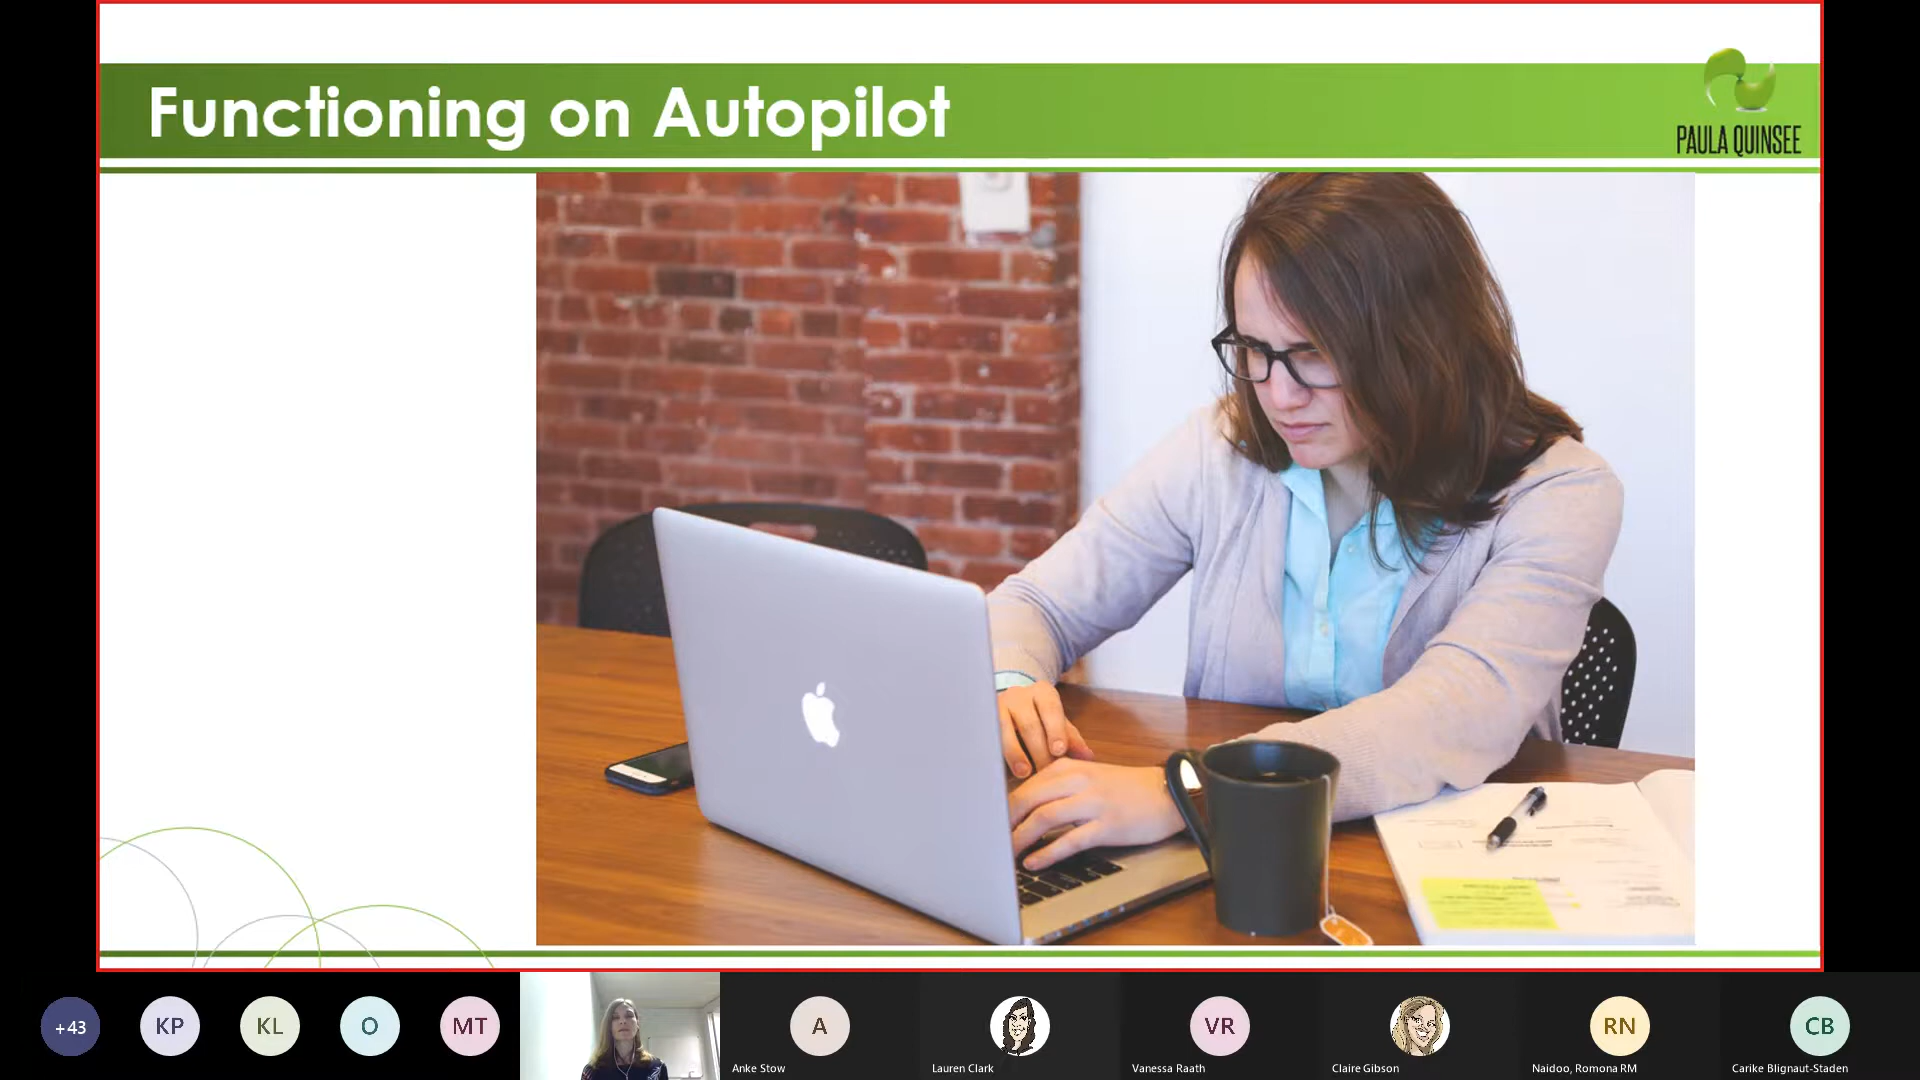 Functioning on Autopilot
PAULA QUINSEE
+43
KP
KL
O
MT
A
VR
RN
CB
Anke Stow
Lauren Clark
Vanessa Raath
Claire Gibson
Naidoo, Romona RM
Carike Blignaut-Staden